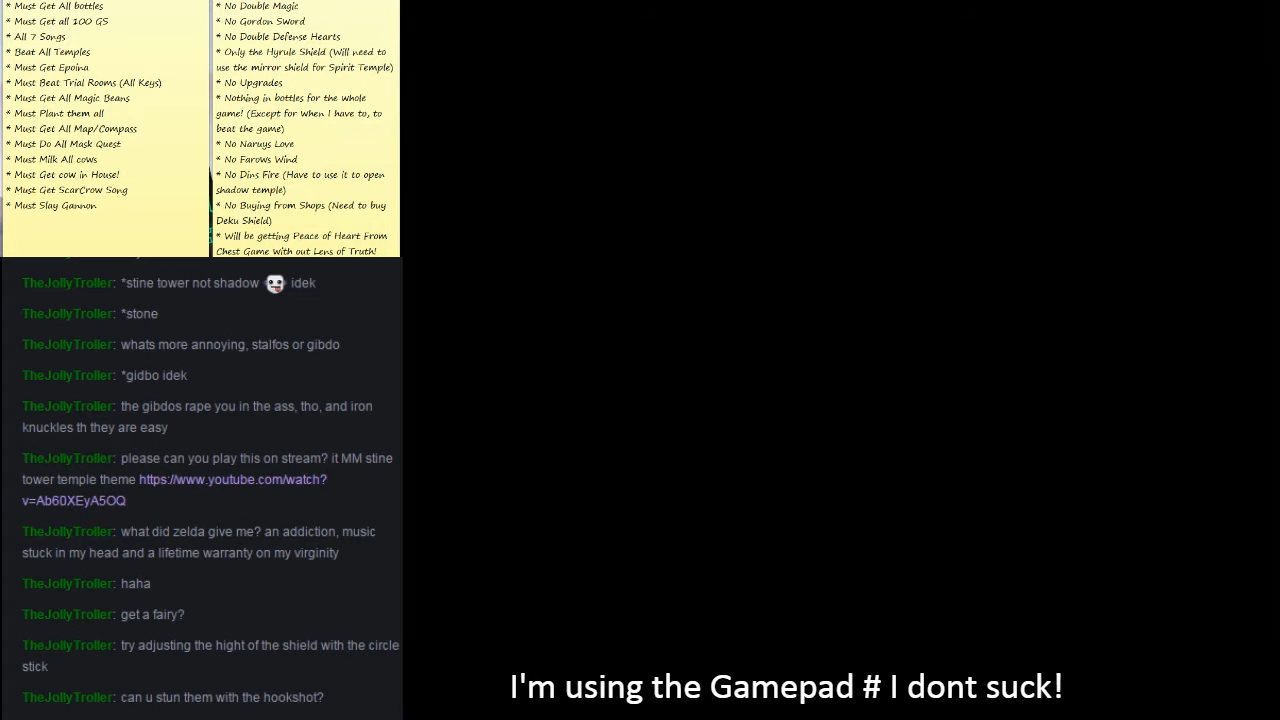 * Must Get All bottles
* Must Get all 100 GS
* All 7 Songs
* Beat All Temples
* Must Get Epoina
* Must Beat Trial Rooms (All Keys)
* Must Get All Magic Beans
* Must Plant them all
* Must Get All Map/Compass
* Must Do All Mask Quest
* Must Milk All cows
* Must Get cow in House!
* Must Get ScarCrow Song
* Must Slay Gannon
* No Double Magic
* No Gordon Sword
* No Double Defense Hearts
* Only the Hyrule Shield (Will need to
use the mirror shield for Spirit Temple)
* No Upgrades
* Nothing in bottles for the whole
game! (Except for when I have to, to
beat the game)
* No Naruys Love
* No Farows Wind
* No Dins Fire (Have to use it to open
shadow temple)
* No Buying from Shops (Need to buy
Deku Shield)
* Will be getting Peace of Heart From
Chest Game With out Lens of Truth!
TheJollyTroller: *stine tower not shadow idek
TheJollyTroller: *stone
TheJollyTroller: whats more annoying, stalfos or gibdo
TheJollyTroller: *gidbo idek
TheJollyTroller: the gibdos rape you in the ass, tho, and iron
knuckles th they are easy
TheJollyTroller: please can you play this on stream? it MM stine
tower temple theme https://www.youtube.com/watch?
v=Ab60XEyA5OQ
TheJollyTroller: what did zelda give me? an addiction, music
stuck in my head and a lifetime warranty on my virginity
TheJollyTroller: haha
TheJollyTroller: get a fairy?
TheJollyTroller: try adjusting the hight of the shield with the circle
stick
TheJollyTroller: can u stun them with the hookshot?
I'm using the Gamepad # I dont suck!